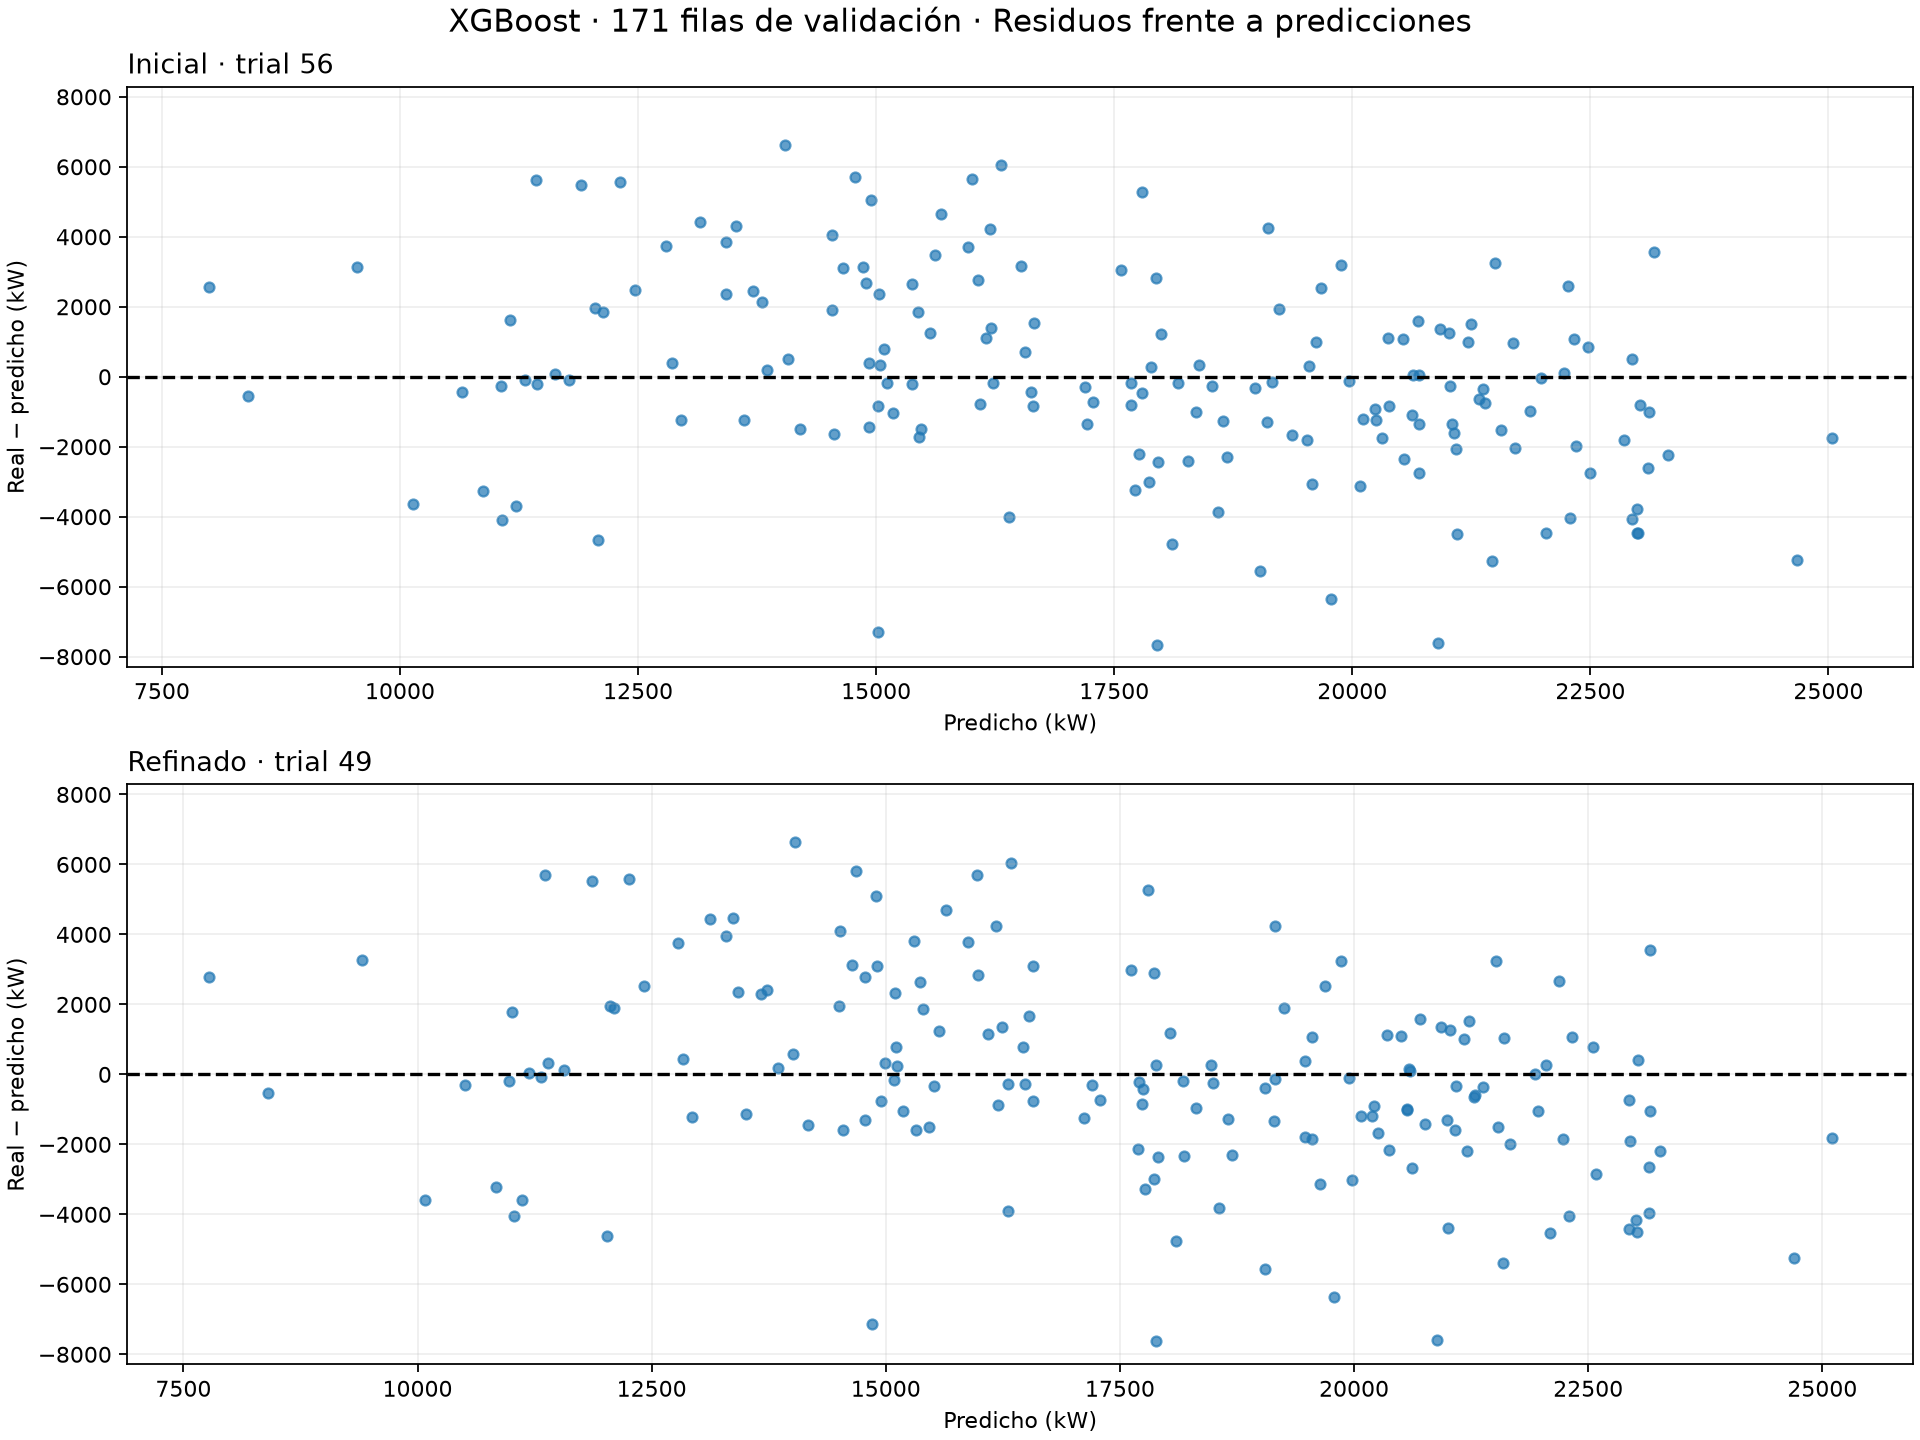 XGBoost · 171 filas de validación · Residuos frente a predicciones
Inicial · trial 56
8000
6000
4000
2000
0
−2000
−4000
−6000
−8000
Real − predicho (kW)
7500 10000 12500 15000 17500 20000 22500 25000
Predicho (kW)
Refinado · trial 49
8000
6000
4000
2000
0
−2000
−4000
−6000
−8000
Real − predicho (kW)
7500 10000 12500 15000 17500 20000 22500 25000
Predicho (kW)